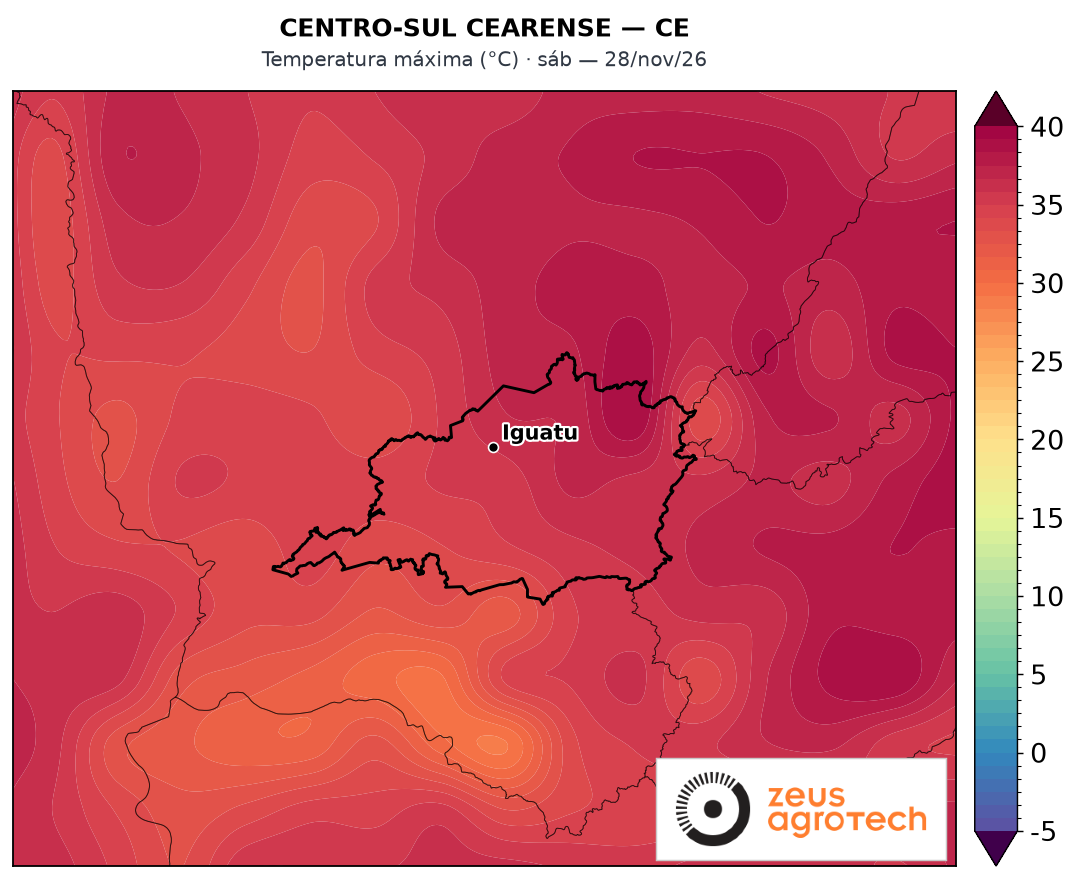 CENTRO-SUL CEARENSE — CE
Temperatura máxima (°C) · sáb — 28/nov/26
Iguatu
40
35
30
25
20
15
10
5
0
-5
zeus
agrotech